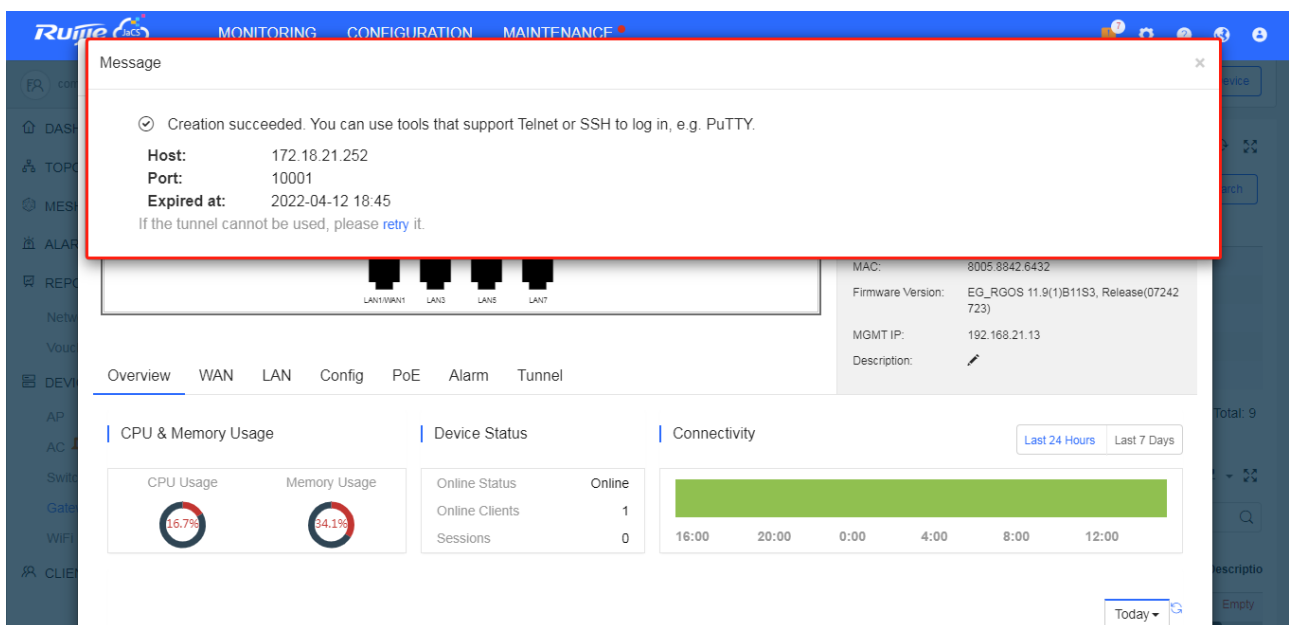 Ruijie JaCS MONITORING CONFIGURATION MAINTENANCE 7
Message ×
Creation succeeded. You can use tools that support Telnet or SSH to log in, e.g. PuTTY.
Host: 172.18.21.252
Port: 10001
Expired at: 2022-04-12 18:45
If the tunnel cannot be used, please retry it.
MAC: 8005.8842.6432
LAN1/WAN1 LAN3 LAN5 LAN7
Firmware Version: EG_RGOS 11.9(1)B11S3, Release(07242
723)
MGMT IP: 192.168.21.13
Description:
Overview WAN LAN Config PoE Alarm Tunnel
AP
AC
Total: 9
CPU & Memory Usage Device Status Connectivity Last 24 Hours Last 7 Days
CPU Usage Memory Usage Online Status Online
16.7% 34.1% Online Clients 1
WiFi Sessions 0 16:00 20:00 0:00 4:00 8:00 12:00
Empty
Today